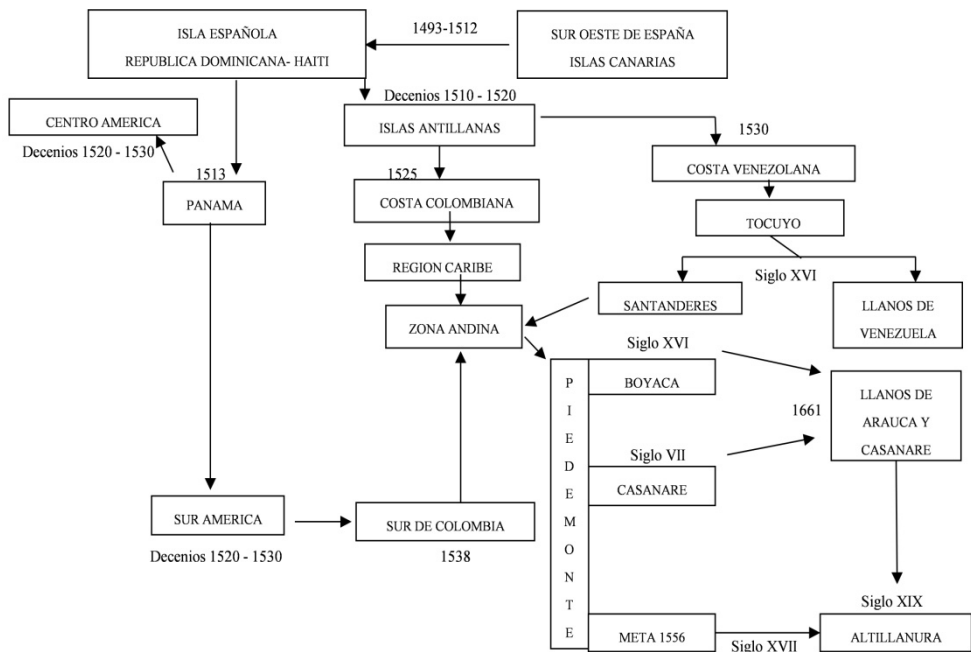 ISLA ESPAÑOLA
REPUBLICA DOMINICANA- HAITI
1493-1512
SUR OESTE DE ESPAÑA
ISLAS CANARIAS
Decenios 1510 - 1520
CENTRO AMERICA
Decenios 1520 - 1530
ISLAS ANTILLANAS
1530
COSTA VENEZOLANA
1513
PANAMA
1525
COSTA COLOMBIANA
TOCUYO
REGION CARIBE
Siglo XVI
SANTANDERES
LLANOS DE
VENEZUELA
ZONA ANDINA
Siglo XVI
P
I
E
D
E
M
O
N
T
E
BOYACA
1661
LLANOS DE
ARAUCA Y
CASANARE
Siglo VII
CASANARE
SUR AMERICA
Decenios 1520 - 1530
SUR DE COLOMBIA
1538
META 1556
Siglo XVII
Siglo XIX
ALTILLANURA